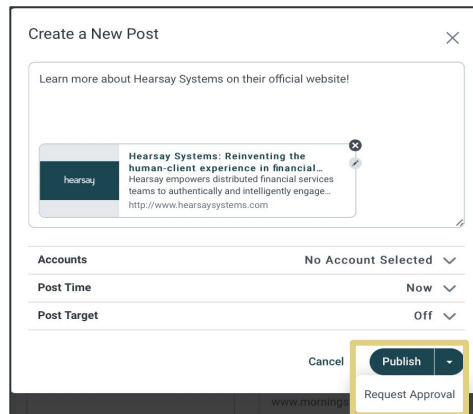 Create a New Post
Learn more about Hearsay Systems on their official website!
hearsay
Hearsay Systems: Reinventing the
human-client experience in financial...
Hearsay empowers distributed financial services
teams to authentically and intelligently engage...
http://www.hearsaysystems.com
Accounts No Account Selected
Post Time Now
Post Target Off
Cancel Publish
Request Approval
www.mornings